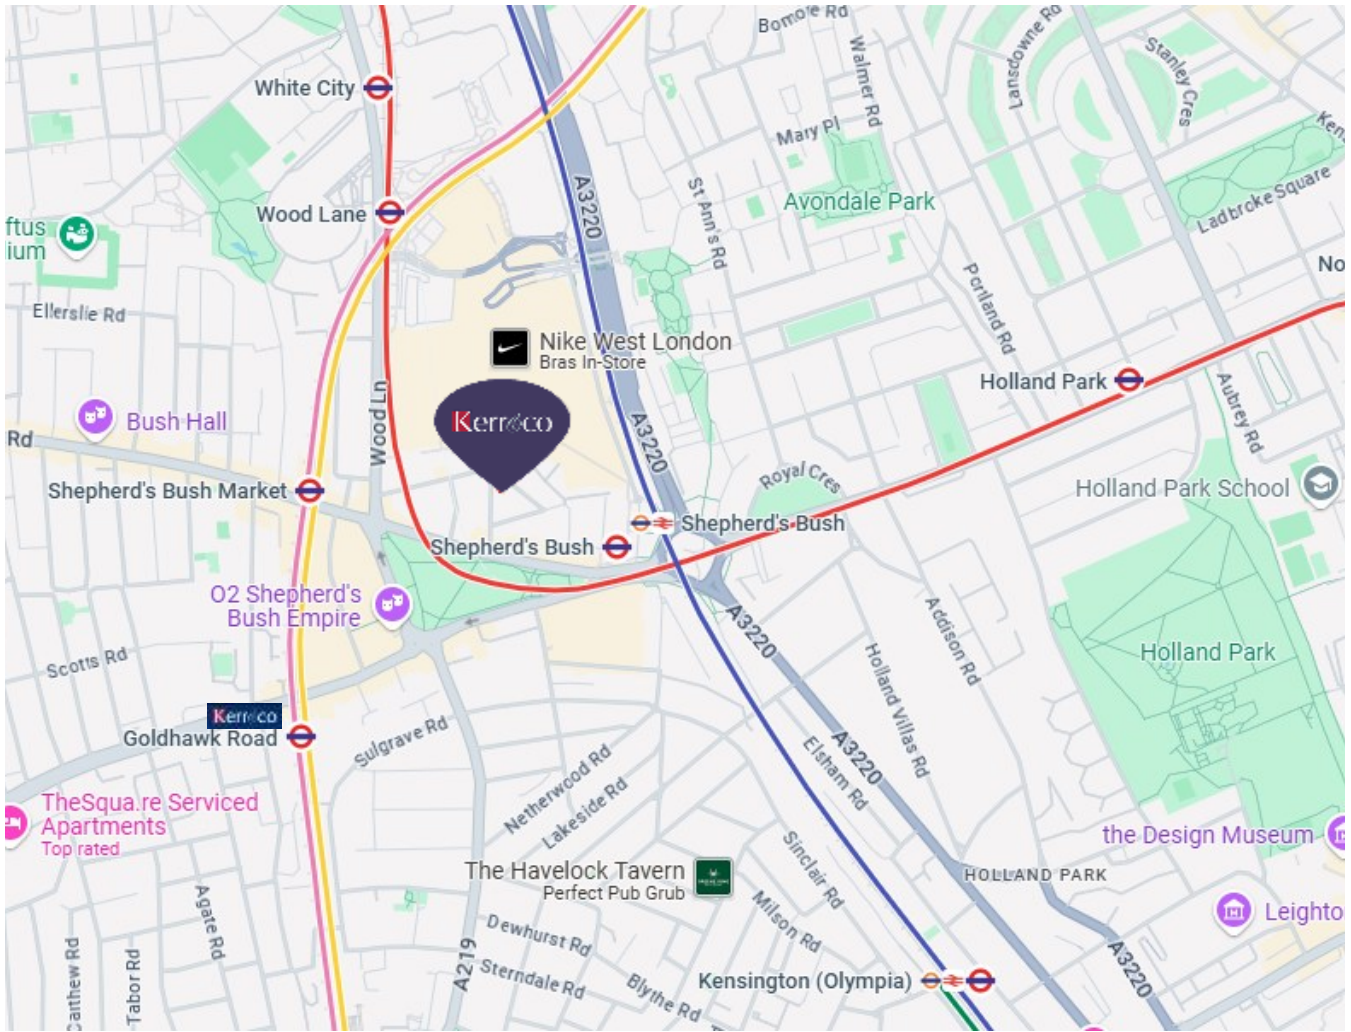 Bomore Rd
Walmer Rd
Lansdowne Rd
Stanley Cres
White City
Mary Pl
Ken
A3220
St Ann's Rd
Avondale Park
Ladbroke Square
Wood Lane
ftus
ium
Portland Rd
No
Ellerslie Rd
Nike West London
Bras In-Store
Holland Park
Aubrey Rd
Wood Ln
Bush Hall
Kerr&co
Rd
A3220
Royal Cres
Holland Park School
Shepherd's Bush Market
Shepherd's Bush
Shepherd's Bush
O2 Shepherd's
Bush Empire
A3220
Addison Rd
Holland Park
Scotts Rd
Holland Villas Rd
Kerr&co
Goldhawk Road
Sulgrave Rd
A3220
Elsham Rd
Netherwood Rd
Lakeside Rd
TheSqua.re Serviced
Apartments
Top rated
the Design Museum
Sinclair Rd
The Havelock Tavern
Perfect Pub Grub
HOLLAND PARK
Milson Rd
Leighto
Agate Rd
Dewhurst Rd
A219
Sterndale Rd
Blythe Rd
Kensington (Olympia)
A3220
Caithew Rd
Tabor Rd
T